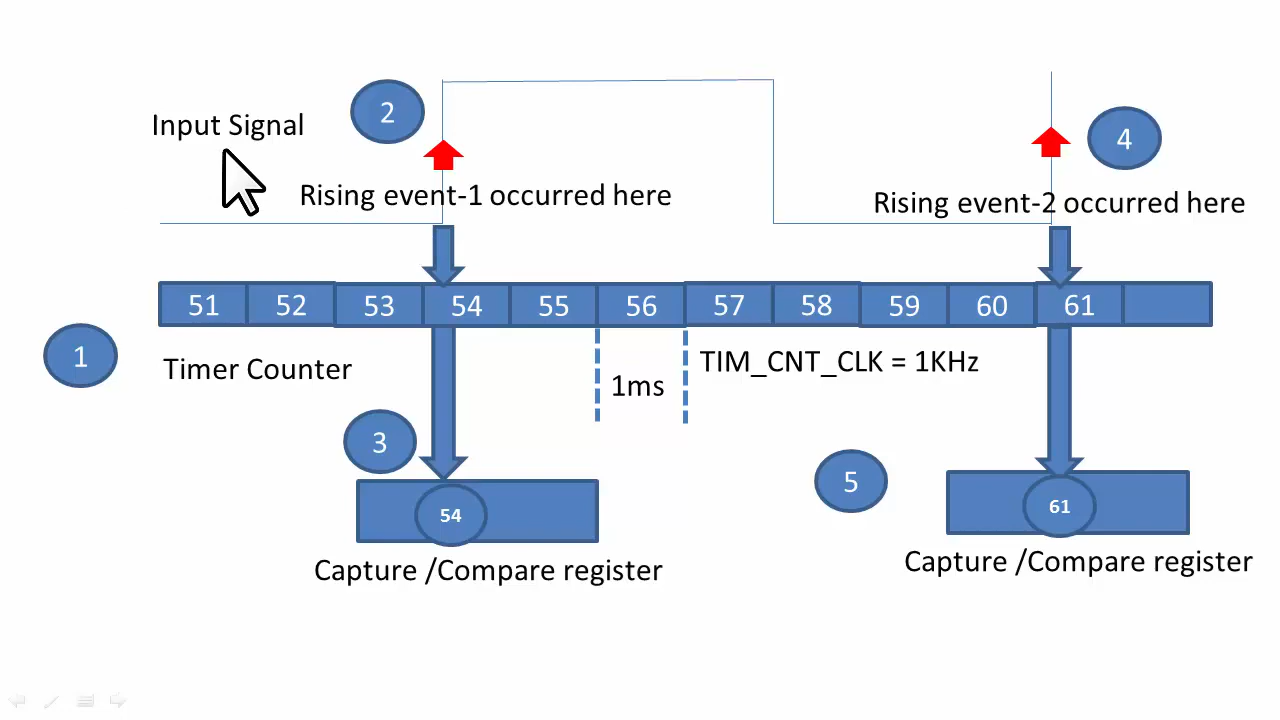 2
Input Signal
4
Rising event-1 occurred here
Rising event-2 occurred here
51 52 53 54 55 56 57 58 59 60 61
1
Timer Counter
1ms
TIM_CNT_CLK = 1KHz
3
5
54
61
Capture /Compare register
Capture /Compare register